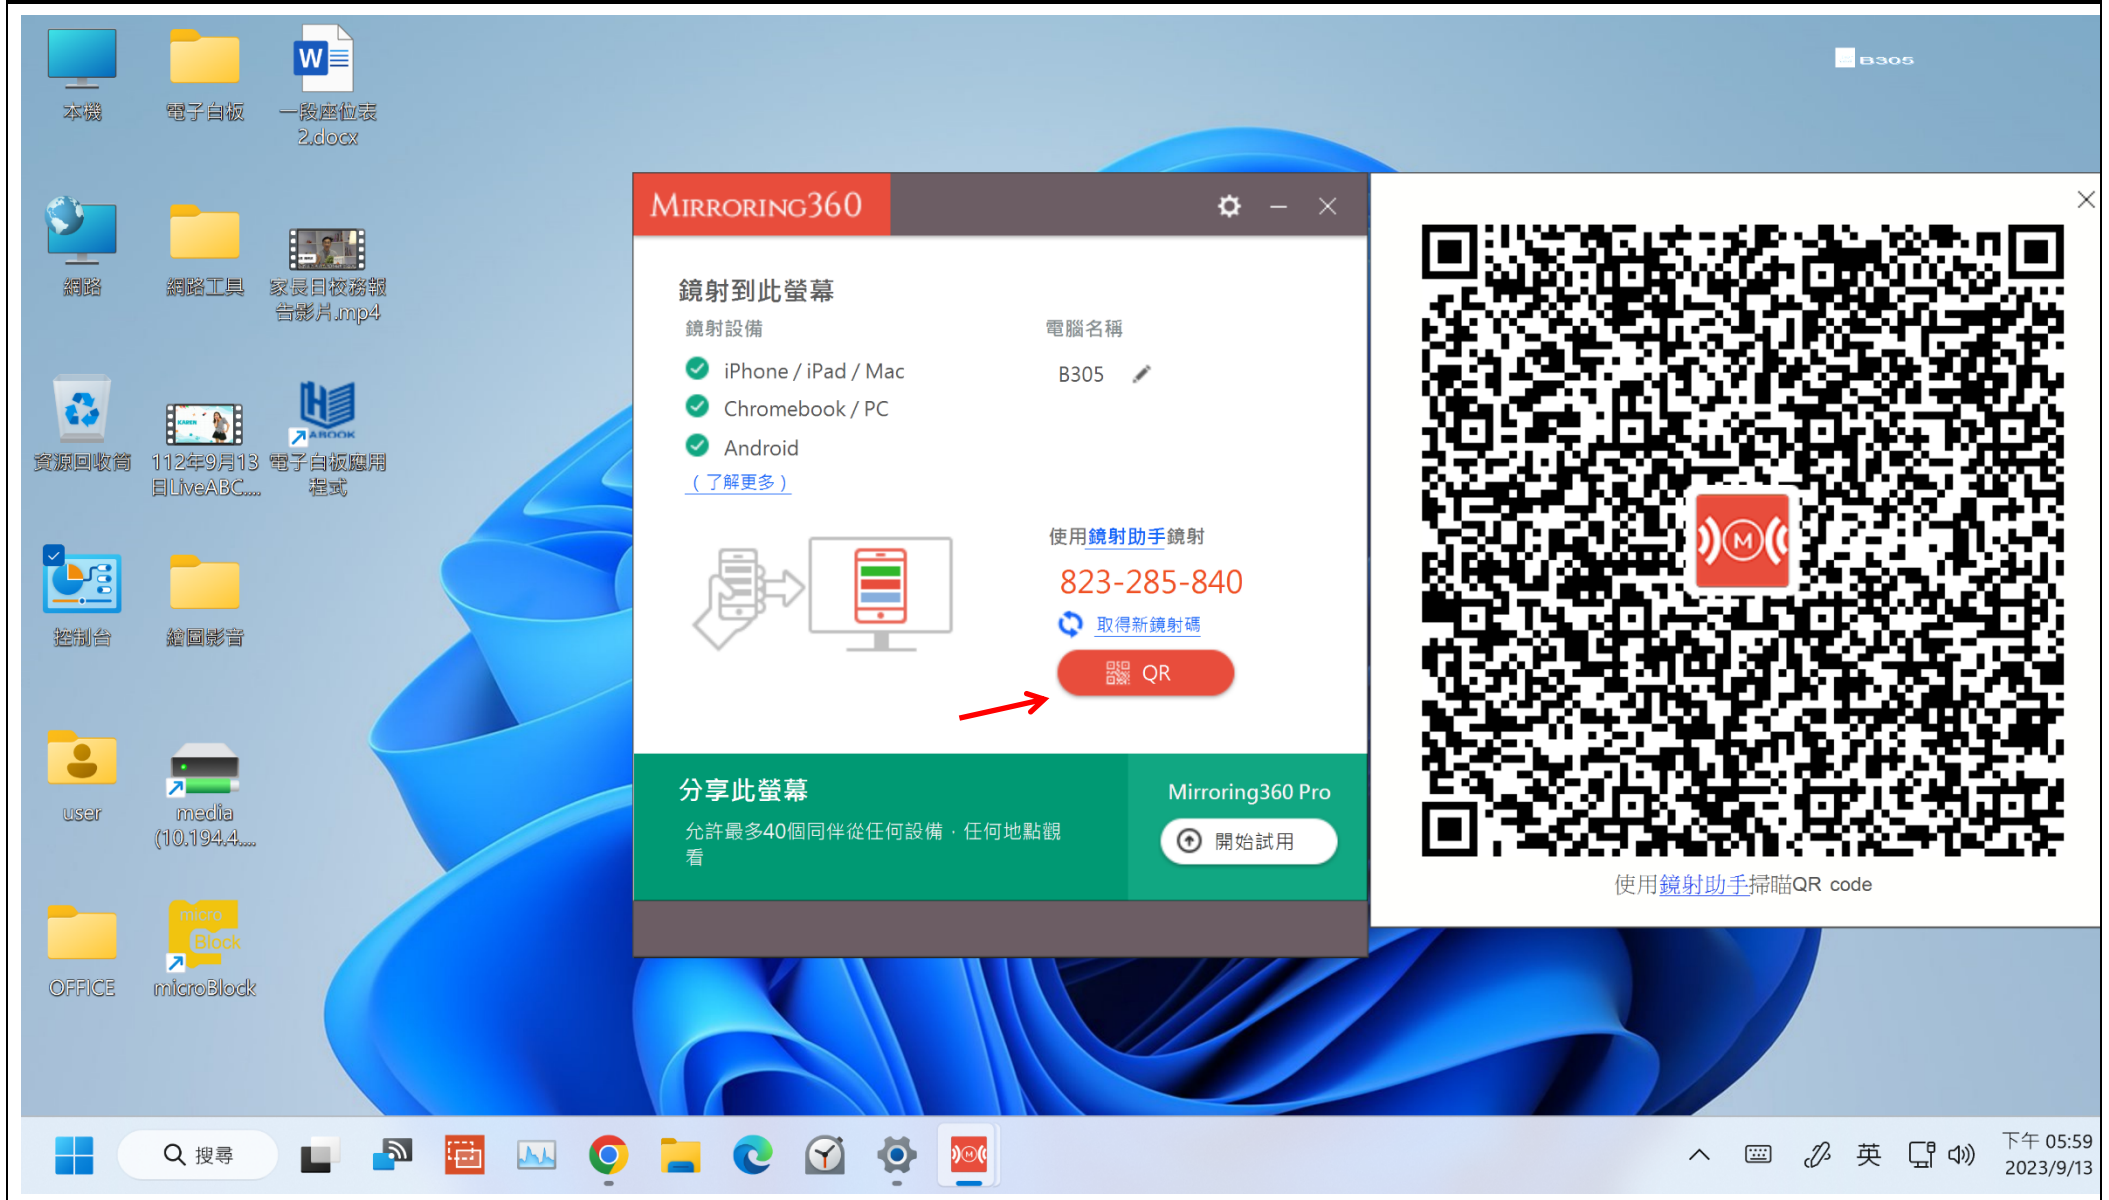 B305
本機
電子白板
一段座位表
2.docx
網路
網路工具
家長日校務報
告影片.mp4
資源回收筒
112年9月13
日LiveABC....
ABOOK
電子白板應用
程式
控制台
繪圖影音
user
media
(10.194.4....
OFFICE
micro
Block
microBlock
MIRRORING360
鏡射到此螢幕
鏡射設備
iPhone / iPad / Mac
Chromebook / PC
Android
( 了解更多 )
電腦名稱
B305
使用鏡射助手鏡射
823-285-840
取得新鏡射碼
QR
分享此螢幕
允許最多40個同伴從任何設備，任何地點觀
看
Mirroring360 Pro
開始試用
M
使用鏡射助手掃瞄QR code
搜尋
M
英
下午 05:59
2023/9/13